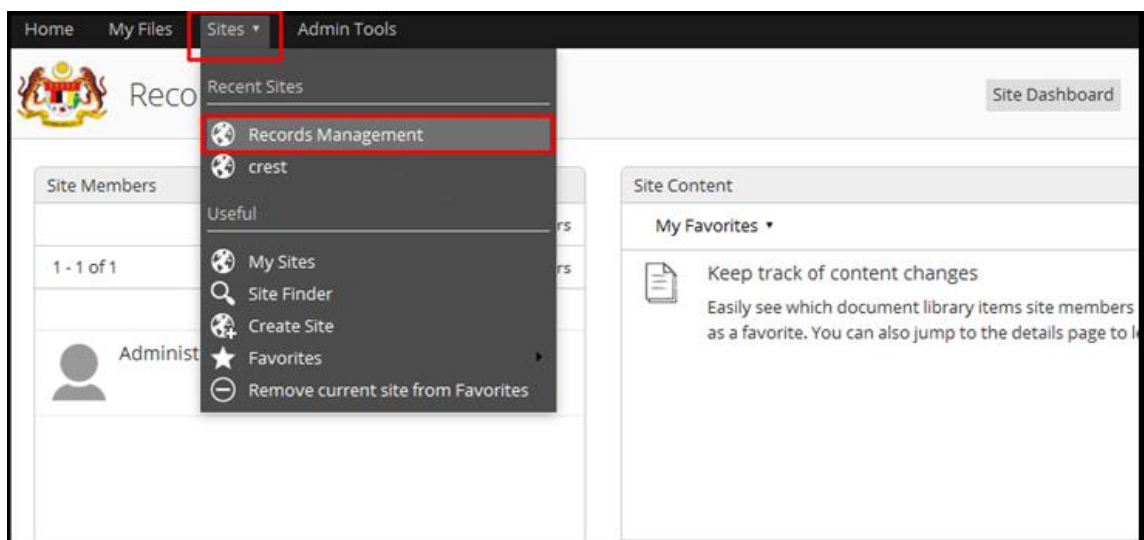 Home My Files Sites ▾ Admin Tools
Reco
Site Dashboard
Recent Sites
Records Management
crest
Useful
My Sites
Site Finder
Create Site
Favorites
Remove current site from Favorites
Site Members
rs
1 - 1 of 1
rs
Administ
Site Content
My Favorites ▾
Keep track of content changes
Easily see which document library items site members
as a favorite. You can also jump to the details page to